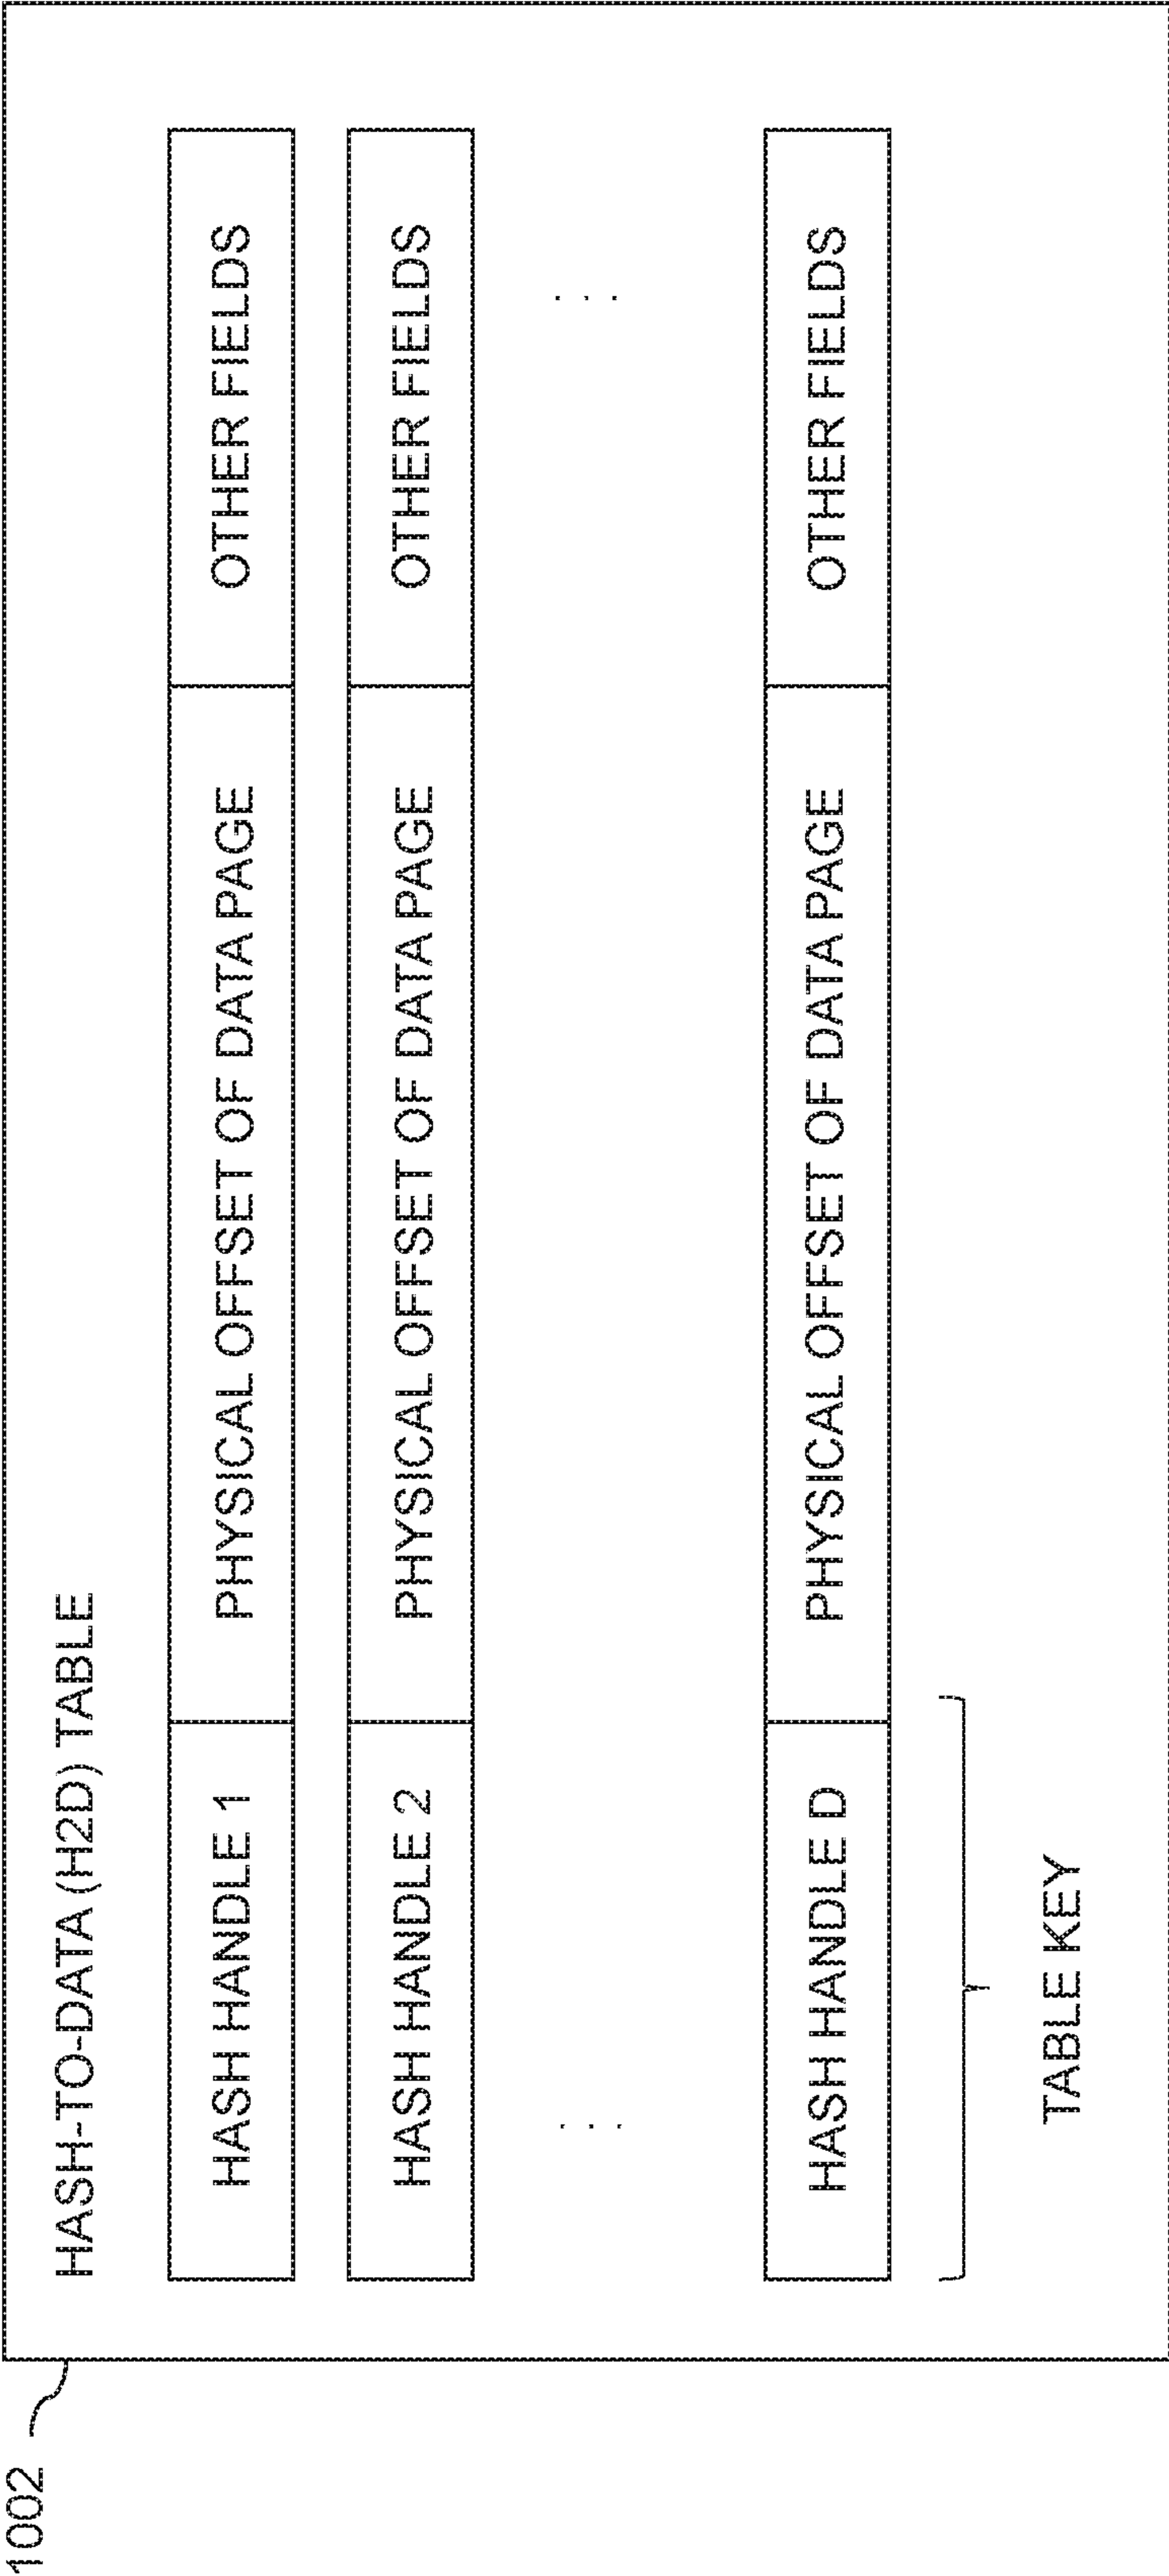 1002
HASH-TO-DATA (H2D) TABLE
HASH HANDLE 1 PHYSICAL OFFSET OF DATA PAGE OTHER FIELDS
HASH HANDLE 2 PHYSICAL OFFSET OF DATA PAGE OTHER FIELDS
. . . . . .
HASH HANDLE D PHYSICAL OFFSET OF DATA PAGE OTHER FIELDS
TABLE KEY